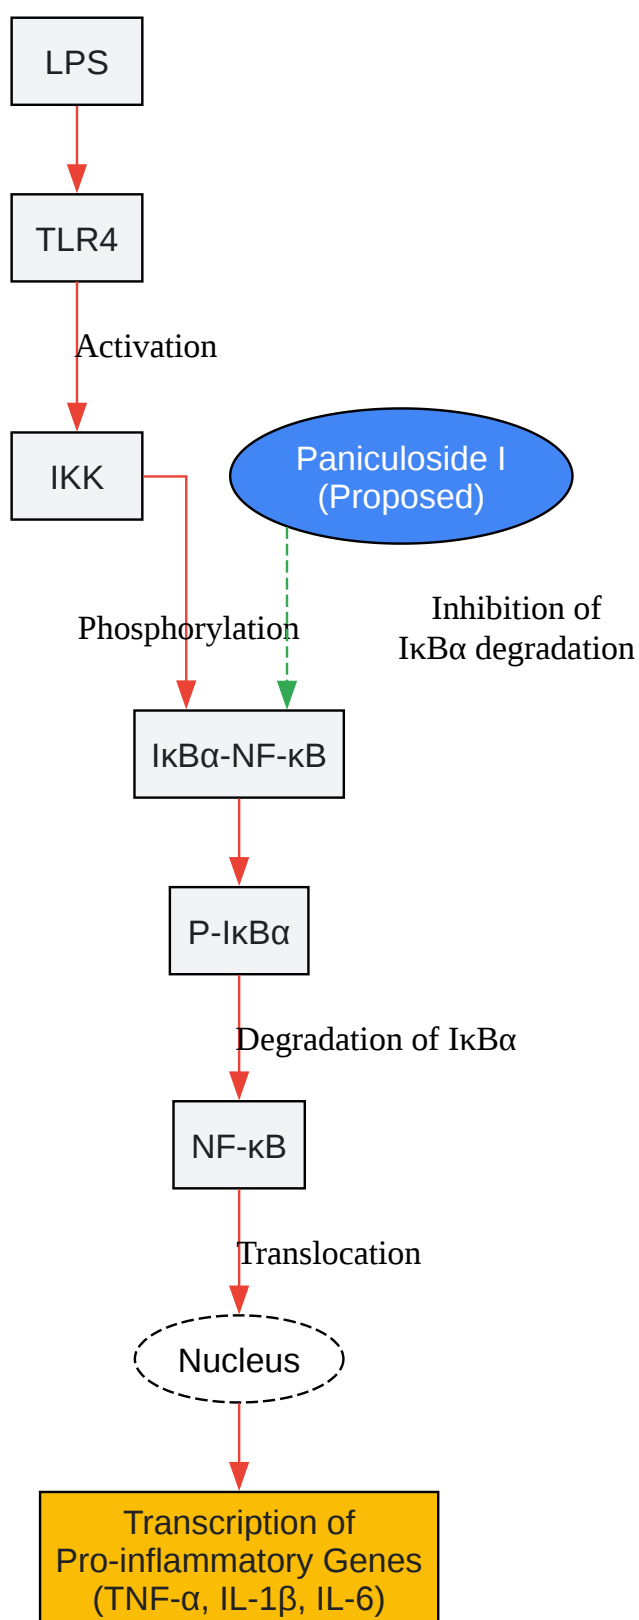 LPS
TLR4
Activation
IKK
Paniculoside I
(Proposed)
Phosphorylation
Inhibition of
IκBα degradation
IκBα-NF-κB
P-IκBα
Degradation of IκBα
NF-κB
Translocation
Nucleus
Transcription of
Pro-inflammatory Genes
(TNF-α, IL-1β, IL-6)